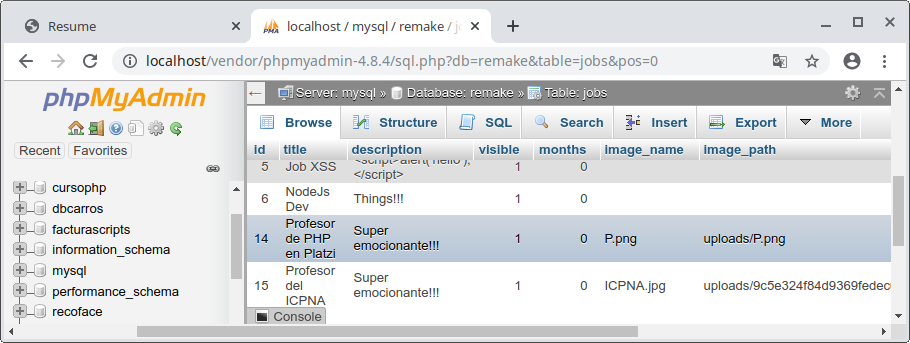 Resume
localhost / mysql / remake / jo
localhost/vendor/phpmyadmin-4.8.4/sql.php?db=remake&table=jobs&pos=0
phpMyAdmin
Recent Favorites
cursophp
dbcarros
facturascripts
information_schema
mysql
performance_schema
recoface
Server: mysql » Database: remake » Table: jobs
Browse Structure SQL Search Insert Export More
id title description visible months image_name image_path
5 Job XSS <script>alert('hello');
</script> 1 0
6 NodeJs
Dev Things!!! 1 0
14 Profesor
de PHP
en Platzi Super
emocionante!!! 1 0 P.png uploads/P.png
15 Profesor
del
ICPNA Super
emocionante!!! 1 0 ICPNA.jpg uploads/9c5e324f84d9369fedec
Console